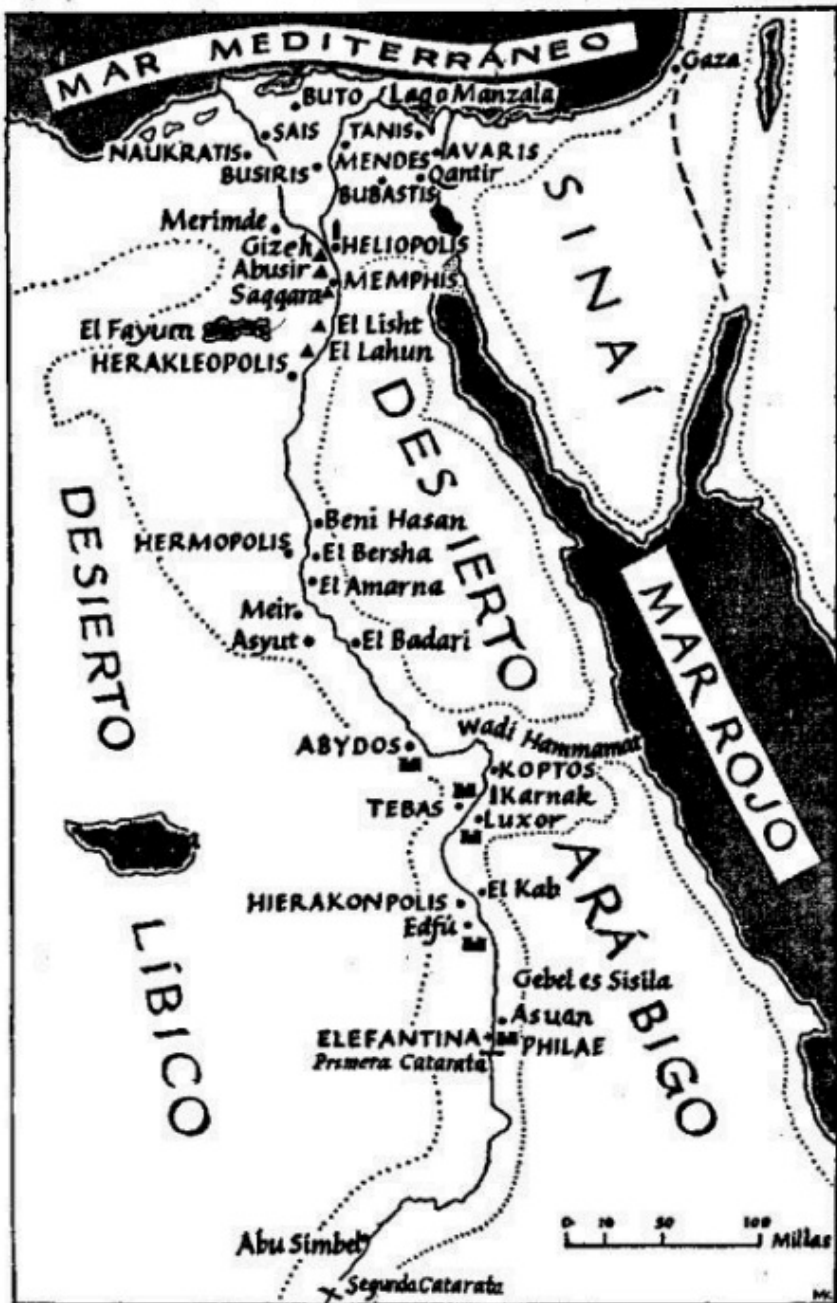 MAR MEDITERRÁNEO
Gaza
BUTO
Lago Manzala
SAIS
TANIS
NAUKRATIS
MENDES
AVARIS
BUSIRIS
Qantir
BUBASTIS
SINAÍ
Merimde
Gizeh
HELIOPOLIS
Abusir
MEMPHIS
Saqqara
El Fayum
El Lisht
El Lahun
HERAKLEOPOLIS
DESIERTO
ARÁBIGO
DESIERTO
LÍBICO
Beni Hasan
HERMOPOLIS
El Bersha
El Amarna
MAR ROJO
Meir
Asyut
El Badari
Wadi Hammamat
ABYDOS
KOPTOS
Karnak
TEBAS
Luxor
El Kab
HIERAKONPOLIS
Edfú
Gebel es Sisila
Asuan
ELEFANTINA
PHILAE
Primera Catarata
0 10 50 100 Millas
Abu Simbel
Segunda Catarata